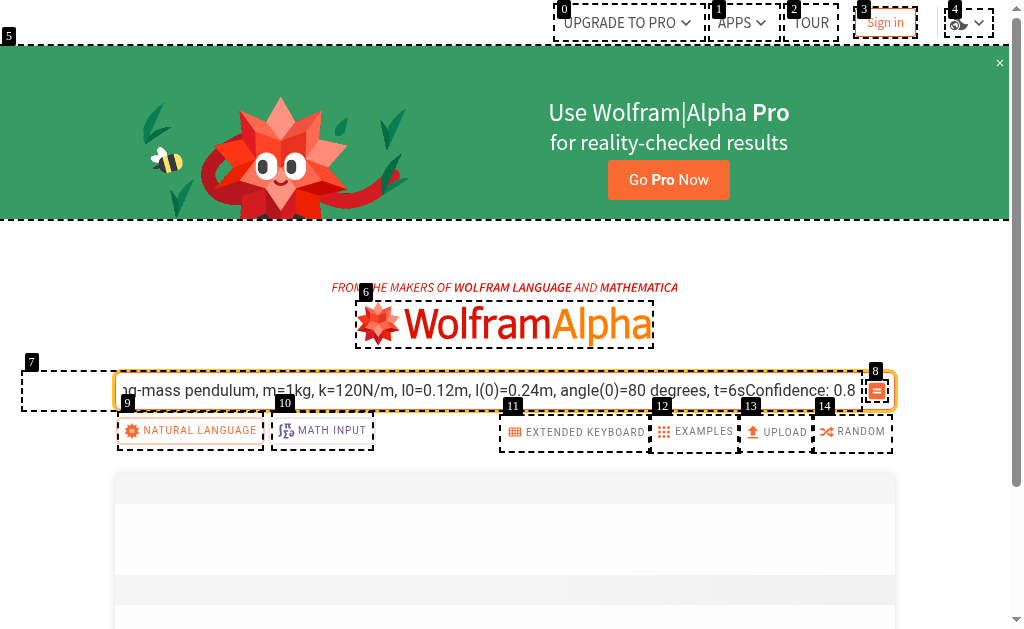 0
UPGRADE TO PRO
1
APPS
2
TOUR
3
Sign in
4
5
×
Use Wolfram|Alpha Pro
for reality-checked results
Go Pro Now
FROM THE MAKERS OF WOLFRAM LANGUAGE AND MATHEMATICA
6
WolframAlpha
7
8
ng-mass pendulum, m=1kg, k=120N/m, l0=0.12m, l(0)=0.24m, angle(0)=80 degrees, t=6sConfidence: 0.8
=
9
NATURAL LANGUAGE
10
MATH INPUT
11
EXTENDED KEYBOARD
12
EXAMPLES
13
UPLOAD
14
RANDOM